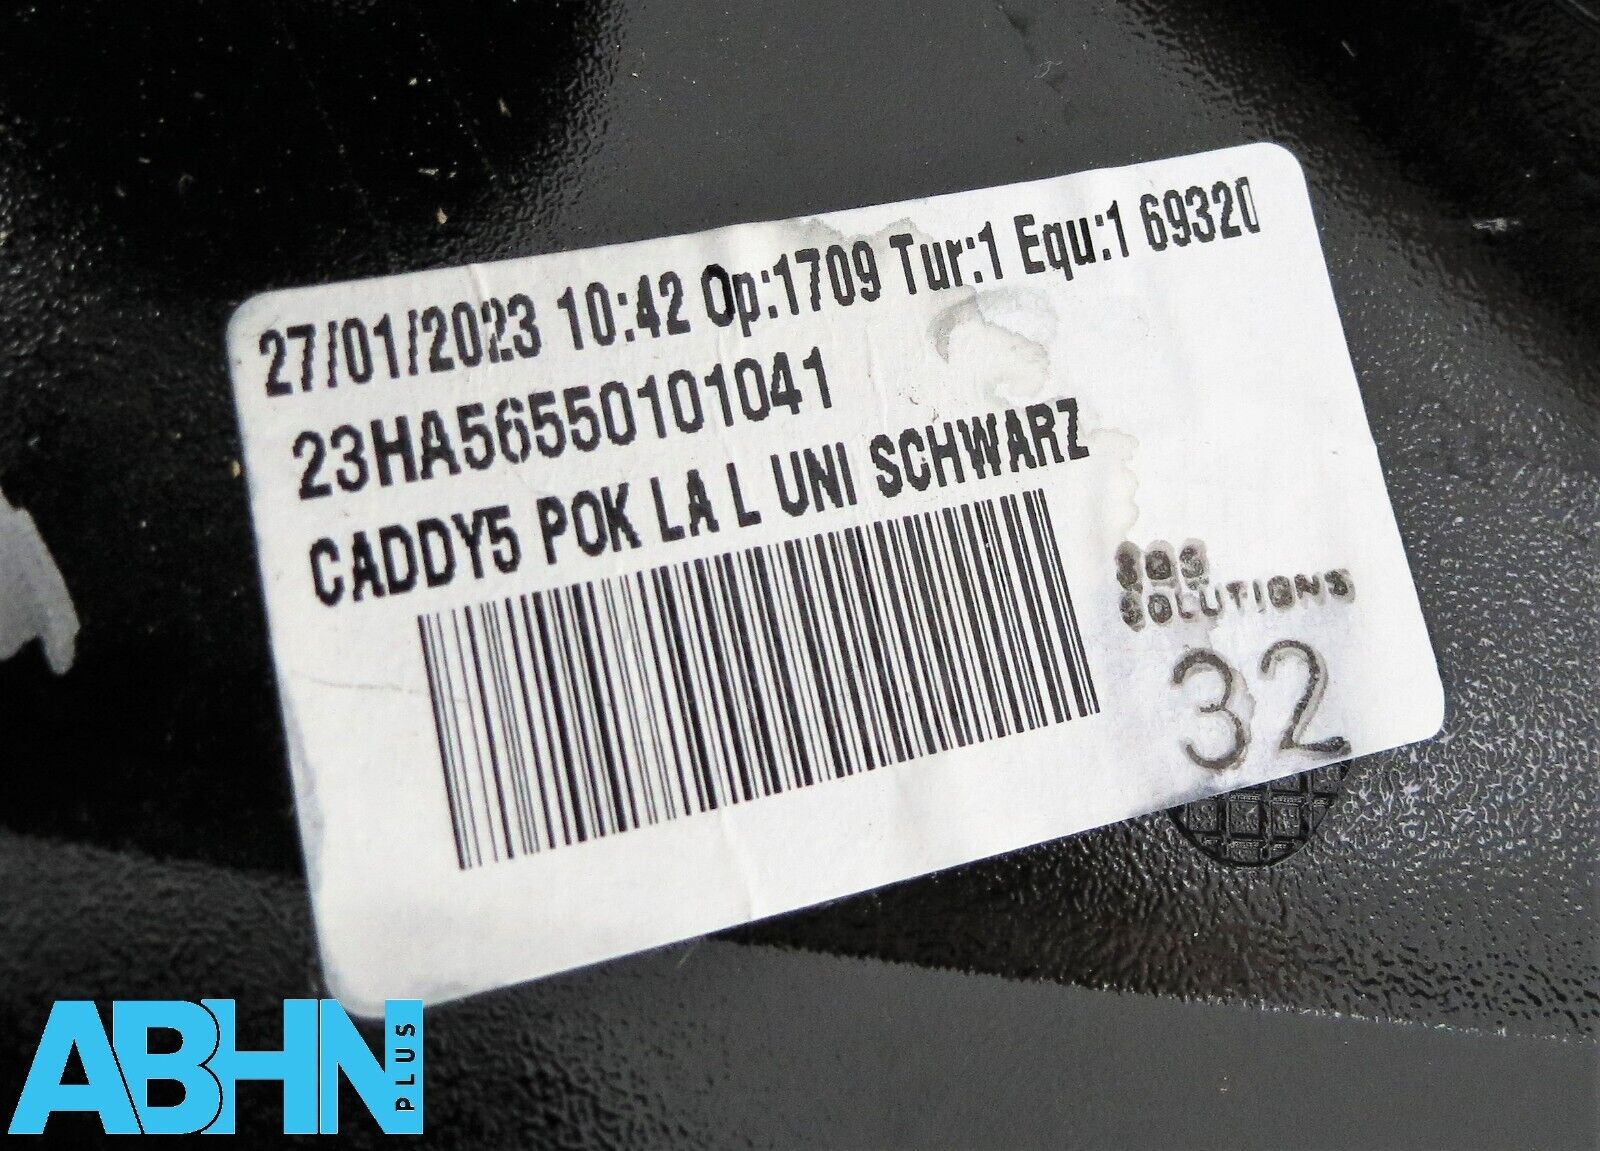 27/01/2023 10:42 Op:1709 Tur:1 Equ:1 69320
23HA56550101041
CADDY5 POK LA L UNI SCHWARZ
SQS
SOLUTIONS
32
ABHN
PLUS